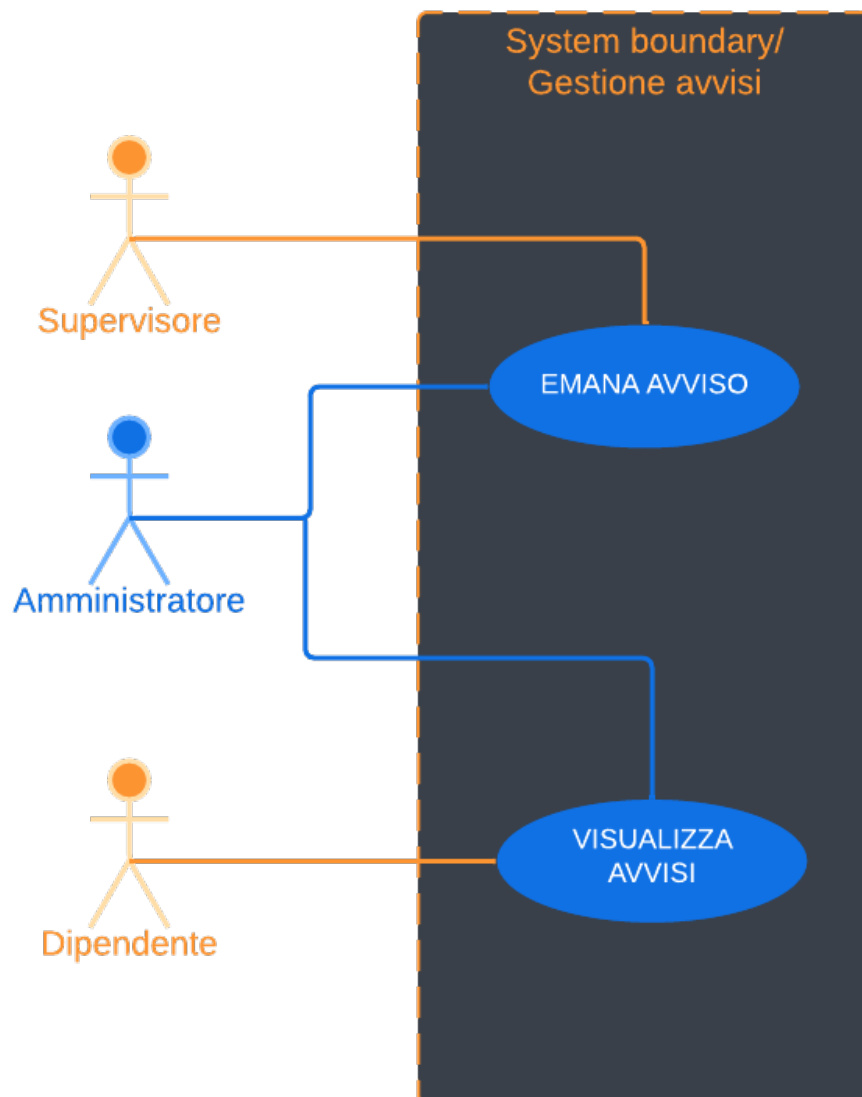 System boundary/
Gestione avvisi
Supervisore
EMANA AVVISO
Amministratore
VISUALIZZA
AVVISI
Dipendente